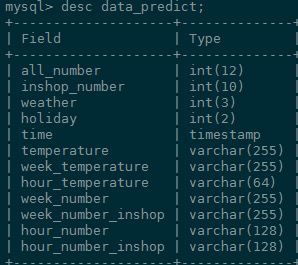 mysql> desc data_predict;
+----------------------+--------------
| Field                | Type
+----------------------+--------------
| all_number           | int(12)
| inshop_number        | int(10)
| weather              | int(3)
| holiday              | int(2)
| time                 | timestamp
| temperature          | varchar(255)
| week_temperature     | varchar(255)
| hour_temperature     | varchar(64)
| week_number          | varchar(255)
| week_number_inshop   | varchar(255)
| hour_number          | varchar(128)
| hour_number_inshop   | varchar(128)
+----------------------+--------------